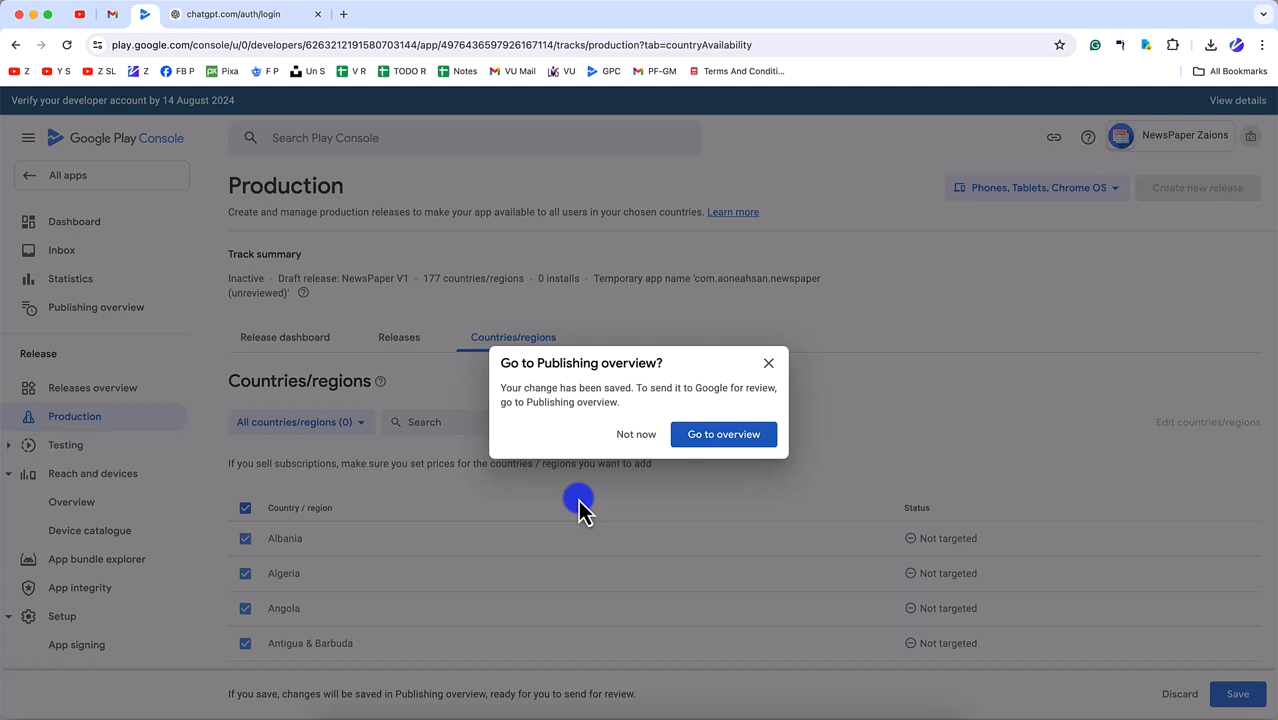 chatgpt.com/auth/login
play.google.com/console/u/0/developers/6263212191580703144/app/4976436597926167114/tracks/production?tab=countryAvailability
Z
Y S
Z SL
Z
FB P
Pixa
F P
Un S
V R
TODO R
Notes
VU Mail
VU
GPC
PF-GM
Terms And Conditi...
All Bookmarks
Verify your developer account by 14 August 2024
View details
Google Play Console
Search Play Console
NewsPaper Zaions
All apps
Production
Phones, Tablets, Chrome OS
Create new release
Create and manage production releases to make your app available to all users in your chosen countries. Learn more
Dashboard
Inbox
Statistics
Publishing overview
Track summary
Inactive · Draft release: NewsPaper V1 · 177 countries/regions · 0 installs · Temporary app name 'com.aoneahsan.newspaper
(unreviewed)'
Release dashboard
Releases
Countries/regions
Release
Releases overview
Production
Testing
Reach and devices
Overview
Device catalogue
App bundle explorer
App integrity
Setup
App signing
Countries/regions
All countries/regions (0)
Search
Edit countries/regions
Go to Publishing overview?
Your change has been saved. To send it to Google for review,
go to Publishing overview.
Not now
Go to overview
If you sell subscriptions, make sure you set prices for the countries / regions you want to add
Country / region
Status
Albania
Not targeted
Algeria
Not targeted
Angola
Not targeted
Antigua & Barbuda
Not targeted
If you save, changes will be saved in Publishing overview, ready for you to send for review.
Discard
Save